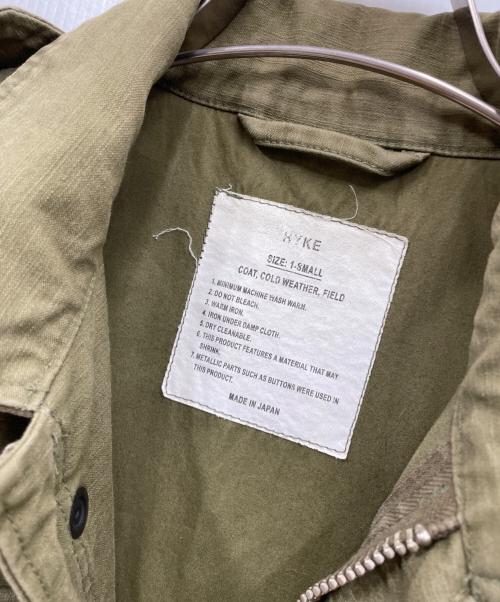 HYKE
SIZE: 1-SMALL
COAT, COLD WEATHER, FIELD
1. MINIMUM MACHINE WASH WARM.
2. DO NOT BLEACH.
3. WARM IRON.
4. IRON UNDER DAMP CLOTH.
5. DRY CLEANABLE.
6. THIS PRODUCT FEATURES A MATERIAL THAT MAY
SHRINK.
7. METALLIC PARTS SUCH AS BUTTONS WERE USED IN
THIS PRODUCT.
MADE IN JAPAN